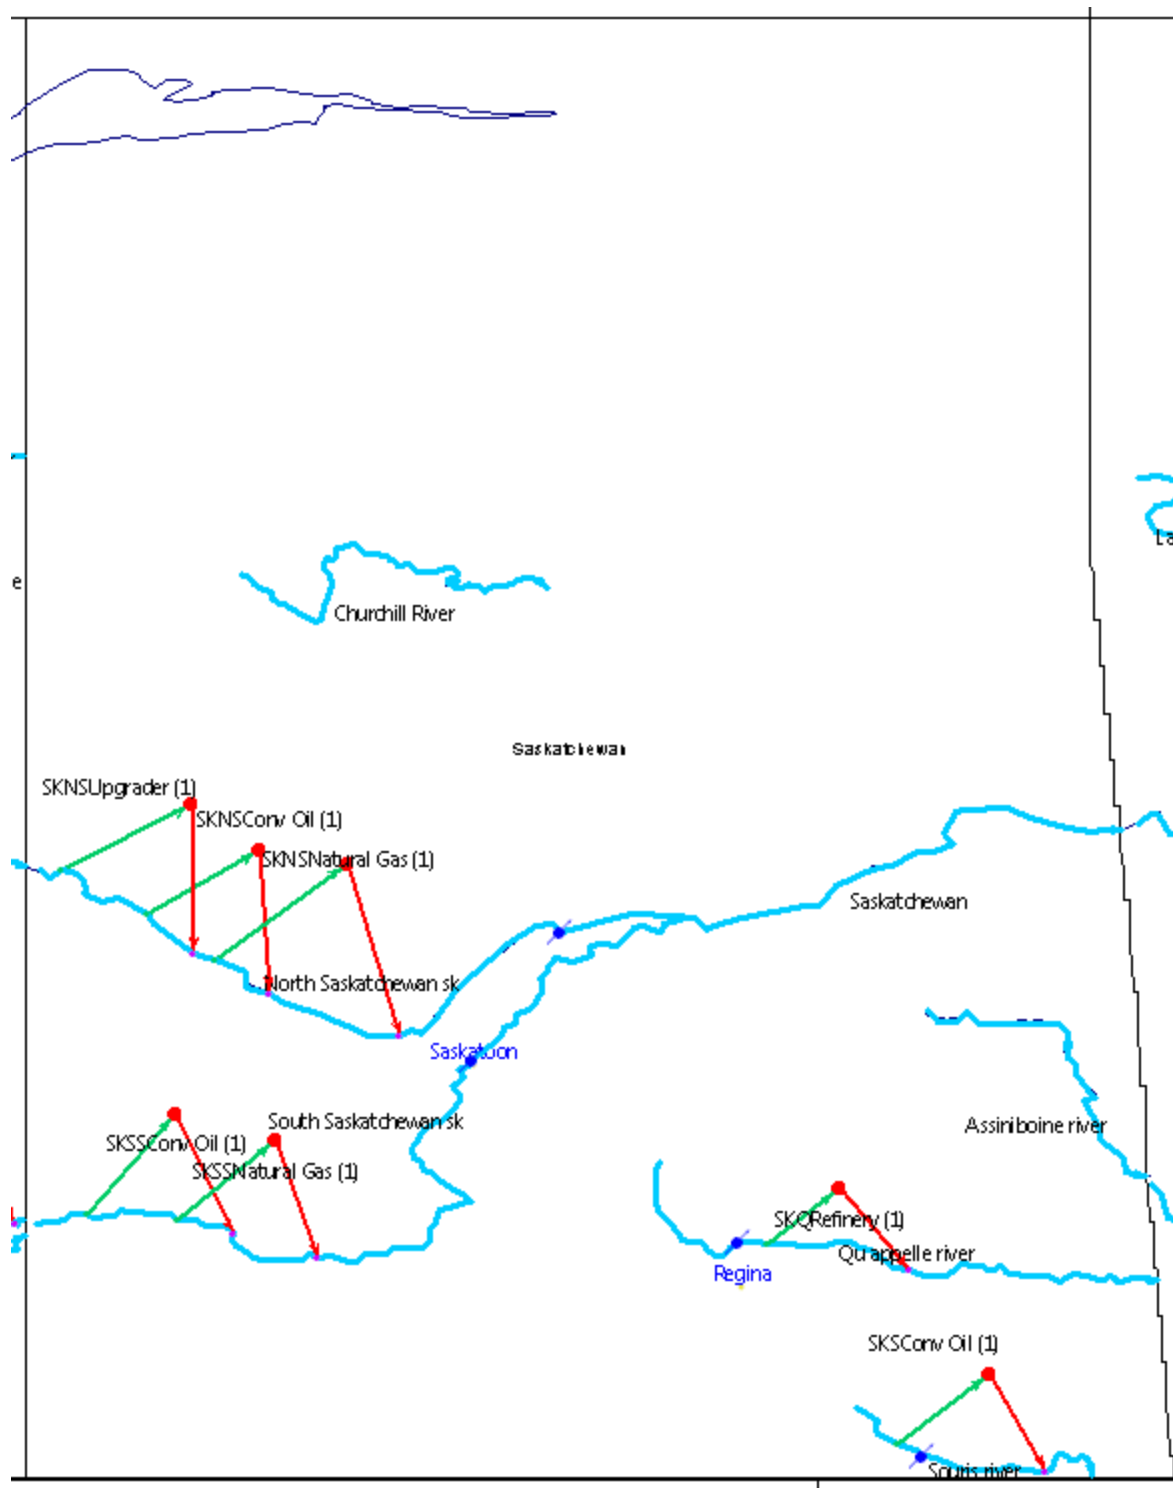 La
e
Churchill River
Saskatchewan
SKNSUpgrader (1)
SKNSConv Oil (1)
SKNSNatural Gas (1)
Saskatchewan
North Saskatchewan sk
Saskatoon
South Saskatchewan sk
Assiniboine river
SKSSConv Oil (1)
SKSSNatural Gas (1)
SKQRefinery (1)
Qu'appelle river
Regina
SKSConv Oil (1)
Souris river